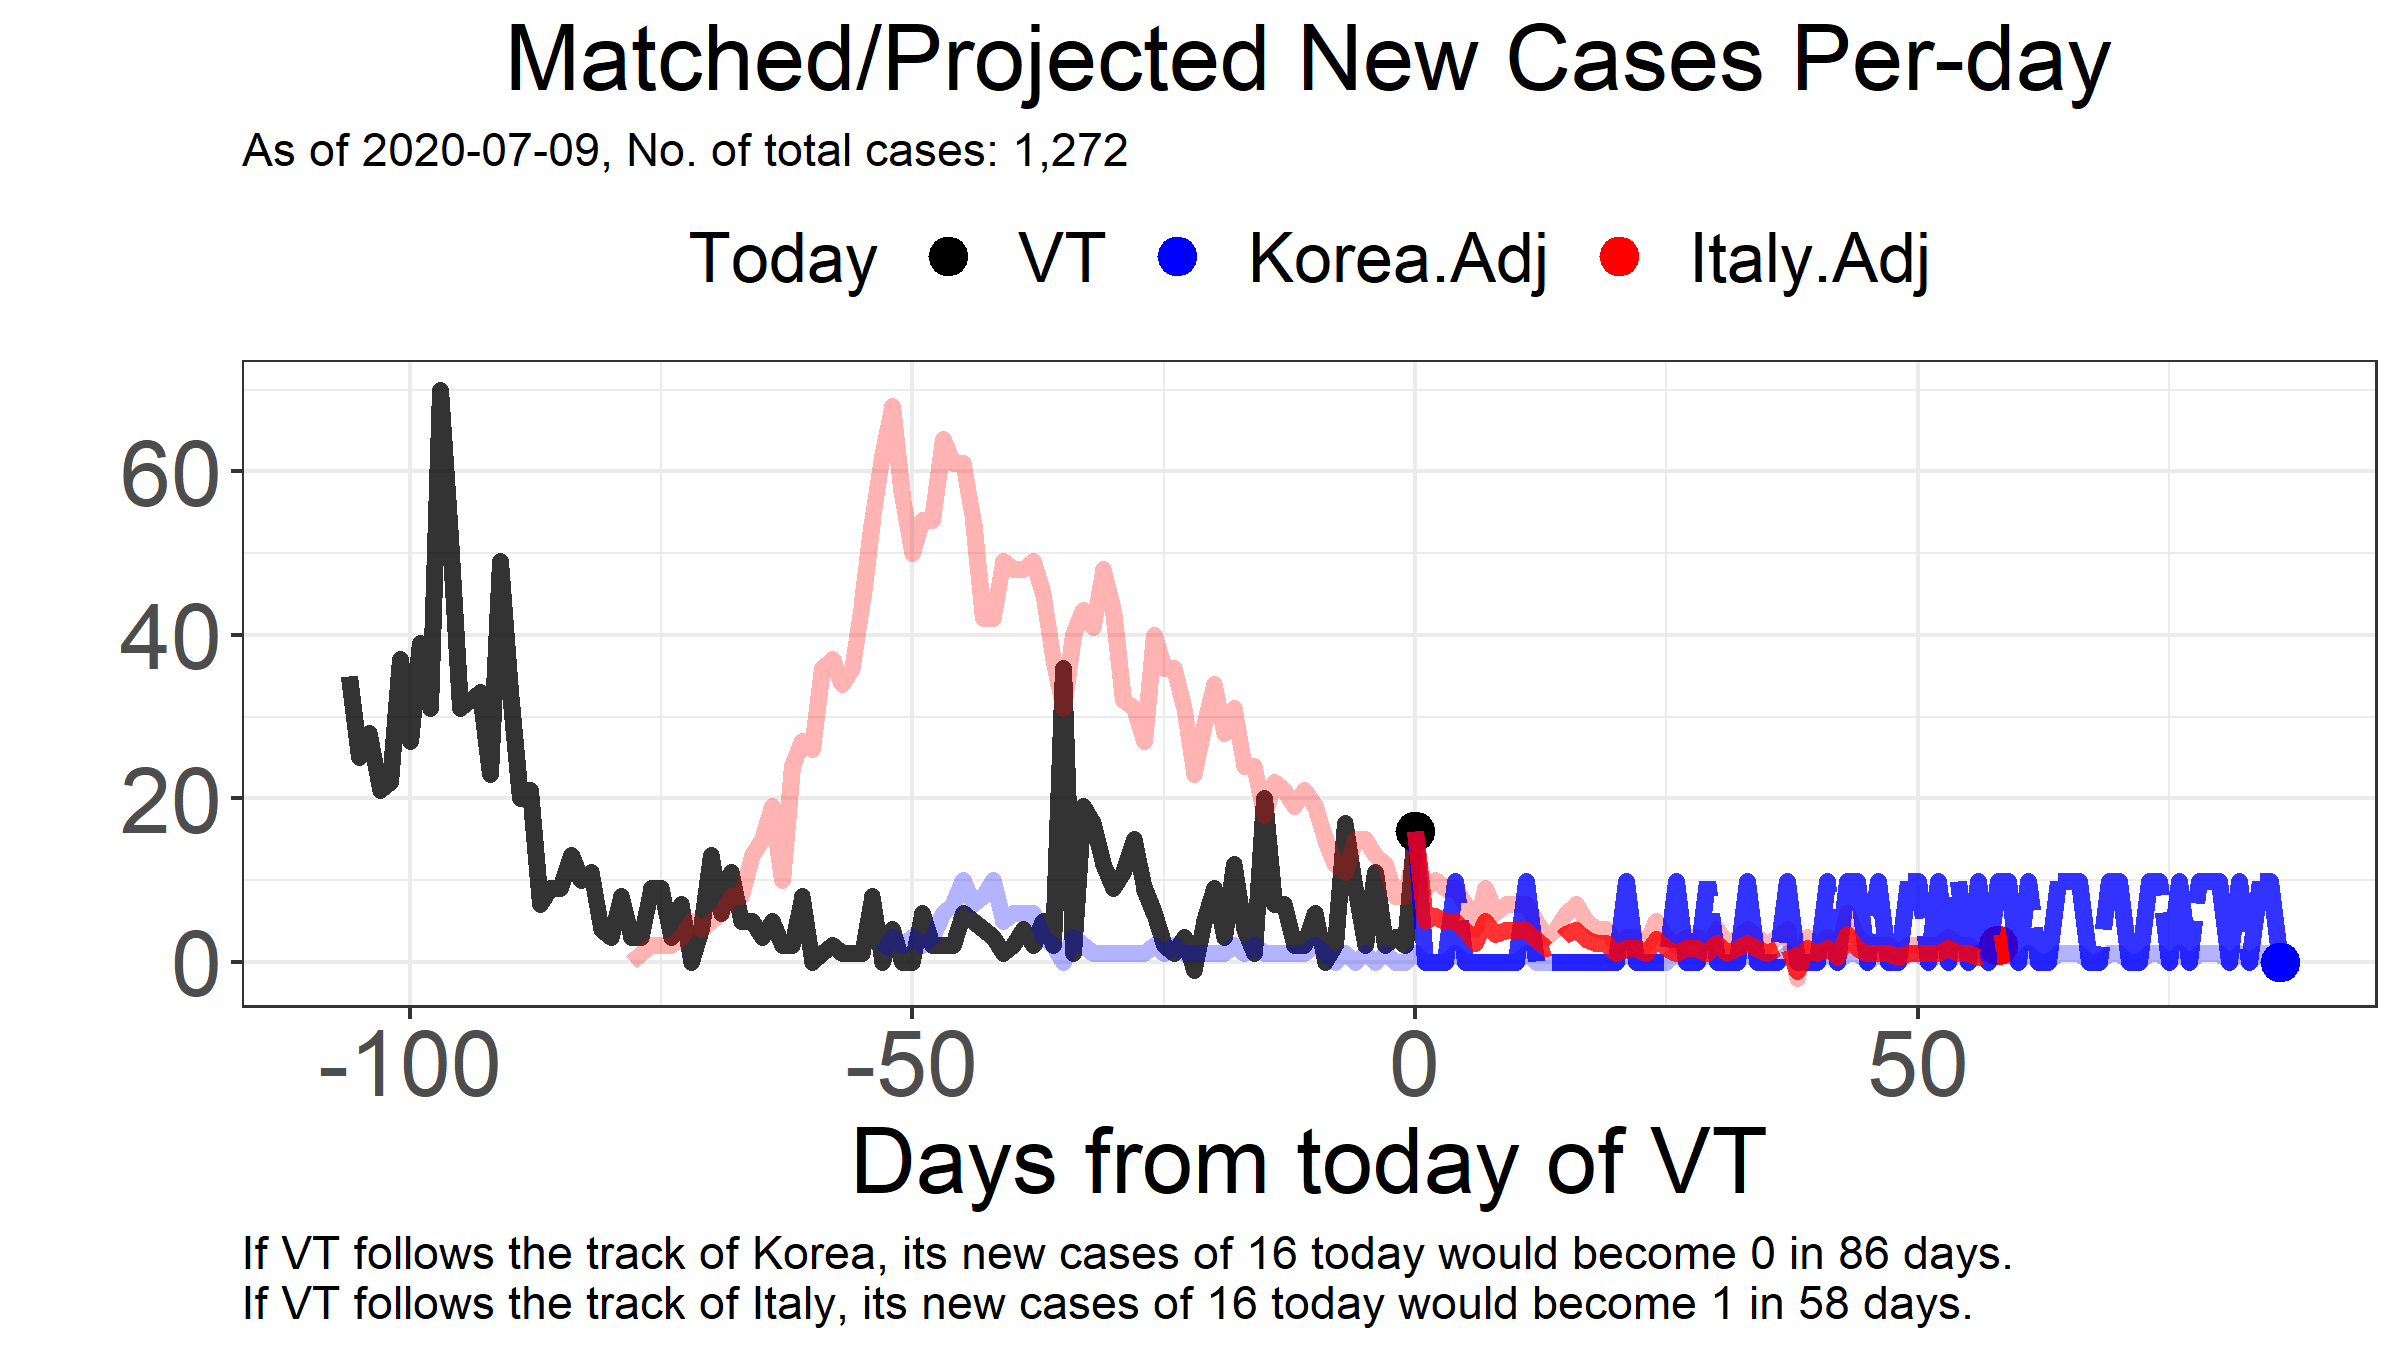 Matched/Projected New Cases Per-day
As of 2020-07-09, No. of total cases: 1,272
Today VT Korea.Adj Italy.Adj
60
40
20
0
-100 -50 0 50
Days from today of VT
If VT follows the track of Korea, its new cases of 16 today would become 0 in 86 days.
If VT follows the track of Italy, its new cases of 16 today would become 1 in 58 days.